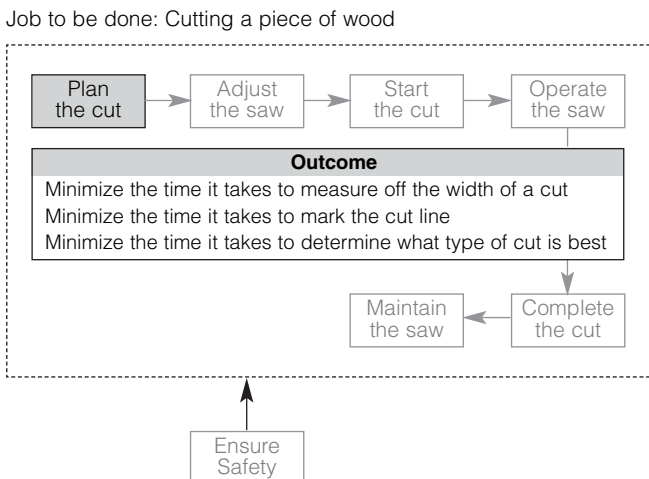 Job to be done: Cutting a piece of wood
Plan
the cut
Adjust
the saw
Start
the cut
Operate
the saw
Outcome
Minimize the time it takes to measure off the width of a cut
Minimize the time it takes to mark the cut line
Minimize the time it takes to determine what type of cut is best
Maintain
the saw
Complete
the cut
Ensure
Safety